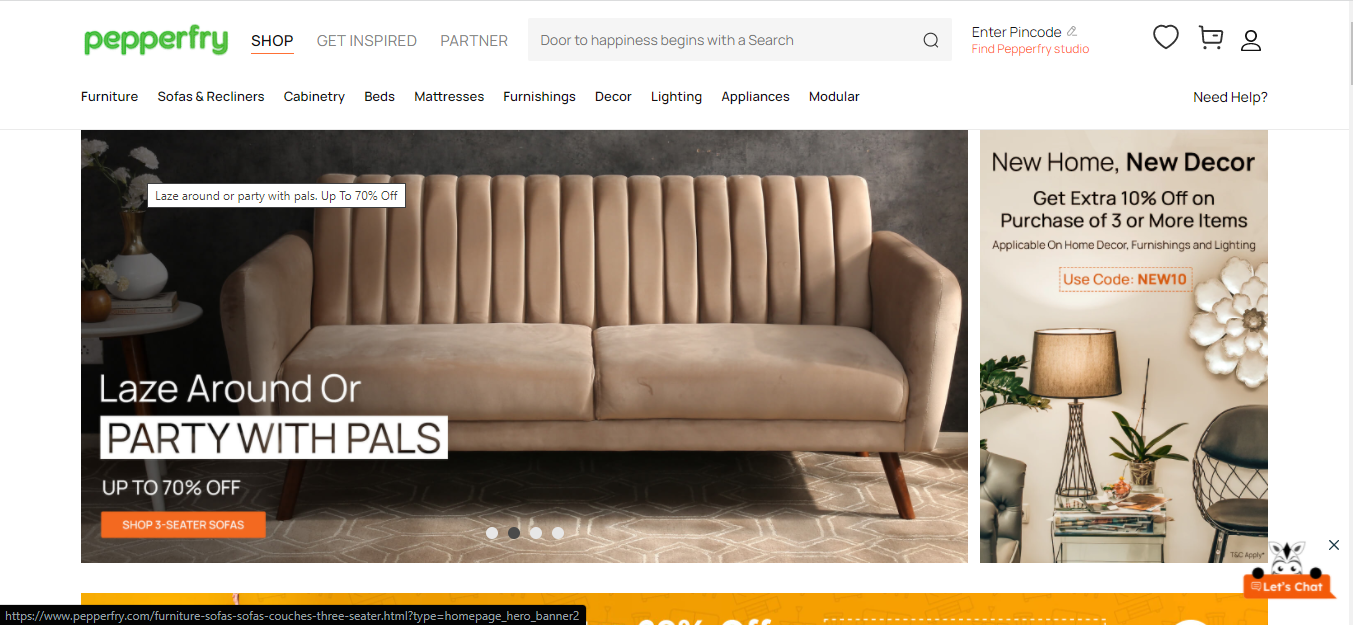 pepperfry
SHOP
GET INSPIRED
PARTNER
Door to happiness begins with a Search
Enter Pincode
Find Pepperfry studio
Furniture
Sofas & Recliners
Cabinetry
Beds
Mattresses
Furnishings
Decor
Lighting
Appliances
Modular
Need Help?
Laze around or party with pals. Up To 70% Off
Laze Around Or
PARTY WITH PALS
UP TO 70% OFF
SHOP 3-SEATER SOFAS
New Home, New Decor
Get Extra 10% Off on
Purchase of 3 or More Items
Applicable On Home Decor, Furnishings and Lighting
Use Code: NEW10
T&C Apply*
Let's Chat
https://www.pepperfry.com/furniture-sofas-sofas-couches-three-seater.html?type=homepage_hero_banner2